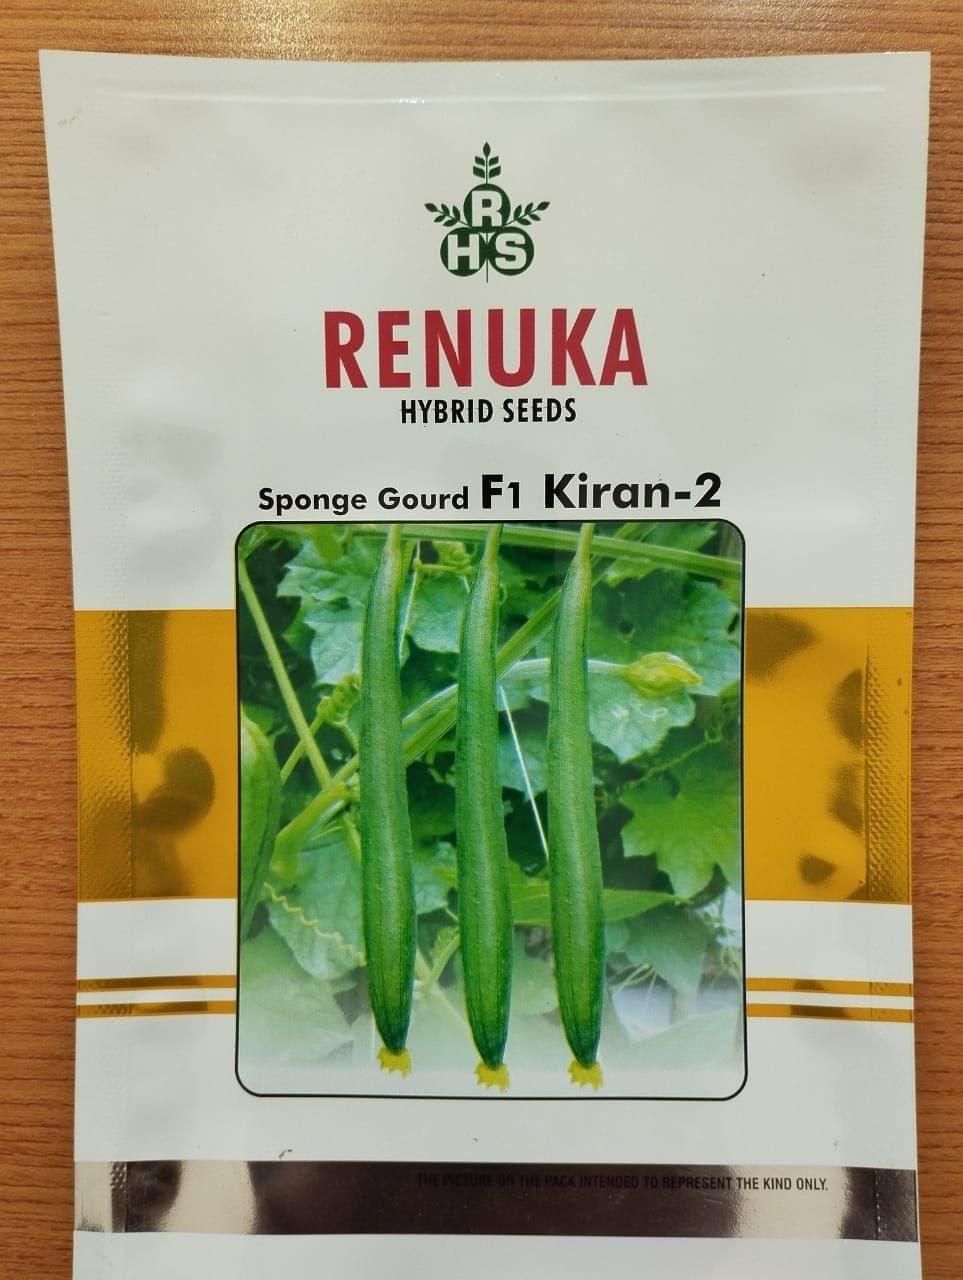 R
H S
RENUKA
HYBRID SEEDS
Sponge Gourd F1 Kiran-2
THE PICTURE ON THE PACK INTENDED TO REPRESENT THE KIND ONLY.